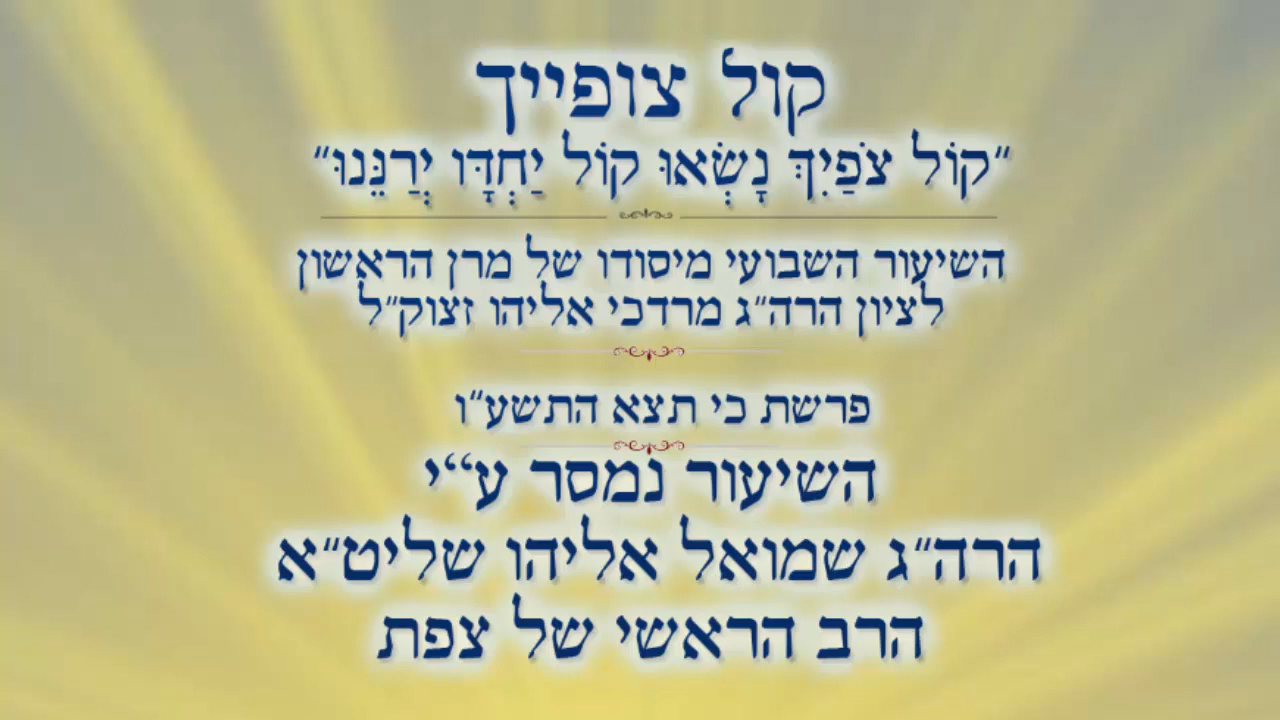 קול צופייך
"קוֹל צֹפַיִךְ נָשְׂאוּ קוֹל יַחְדָּו יְרַנֵּנוּ"
השיעור השבועי מיסודו של מרן הראשון
לציון הרה"ג מרדכי אליהו זצוק"ל
פרשת כי תצא התשע"ו
השיעור נמסר ע"י
הרה"ג שמואל אליהו שליט"א
הרב הראשי של צפת